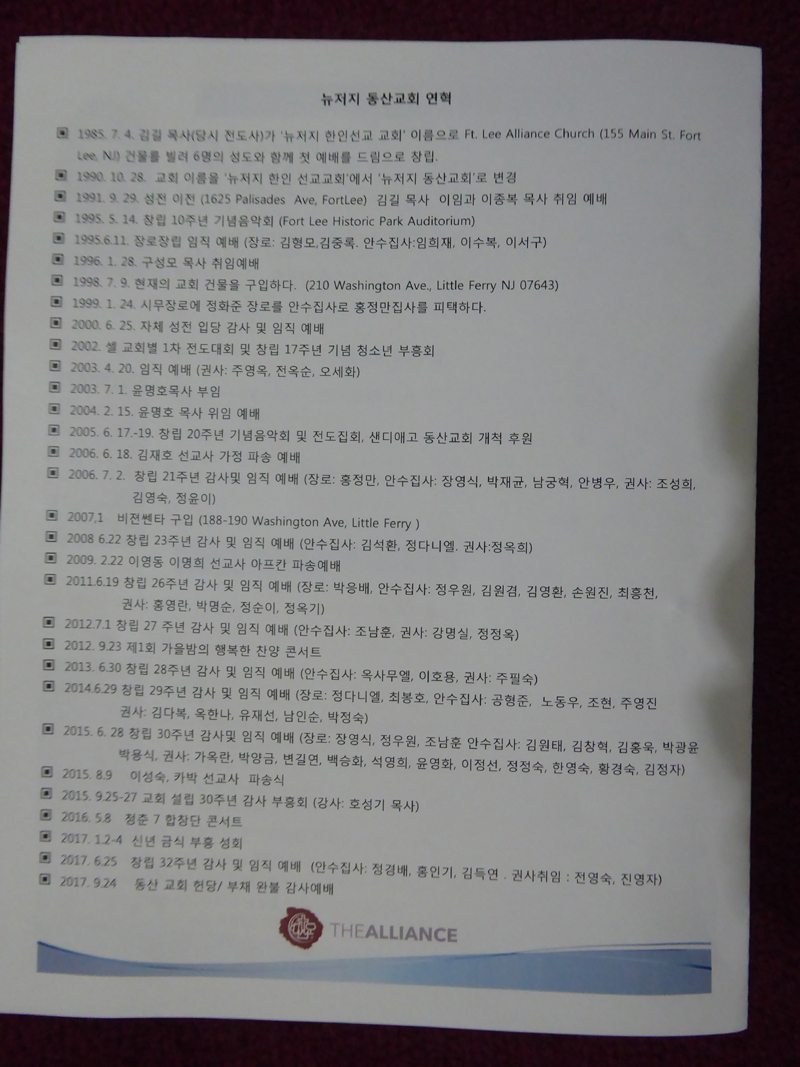 뉴저지 동산교회 연혁
▣ 1985. 7. 4. 김길 목사(당시 전도사)가 '뉴저지 한인선교 교회' 이름으로 Ft. Lee Alliance Church (155 Main St. Fort
Lee, NJ) 건물를 빌려 6명의 성도와 함께 첫 예배를 드림으로 창립.
▣ 1990. 10. 28. 교회 이름을 '뉴저지 한인 선교교회'에서 '뉴저지 동산교회'로 변경
▣ 1991. 9. 29. 성전 이전 (1625 Palisades Ave, FortLee) 김길 목사 이임과 이종복 목사 취임 예배
▣ 1995. 5. 14. 창립 10주년 기념음악회 (Fort Lee Historic Park Auditorium)
▣ 1995.6.11. 장로장립 임직 예배 (장로: 김형모,김중록. 안수집사:임희재, 이수복, 이서구)
▣ 1996. 1. 28. 구성모 목사 취임예배
▣ 1998. 7. 9. 현재의 교회 건물을 구입하다. (210 Washington Ave., Little Ferry NJ 07643)
▣ 1999. 1. 24. 시무장로에 정화준 장로를 안수집사로 홍정만집사를 피택하다.
▣ 2000. 6. 25. 자체 성전 입당 감사 및 임직 예배
▣ 2002. 셀 교회별 1차 전도대회 및 창립 17주년 기념 청소년 부흥회
▣ 2003. 4. 20. 임직 예배 (권사: 주영옥, 전옥순, 오세화)
▣ 2003. 7. 1. 윤명호목사 부임
▣ 2004. 2. 15. 윤명호 목사 위임 예배
▣ 2005. 6. 17.-19. 창립 20주년 기념음악회 및 전도집회, 샌디애고 동산교회 개척 후원
▣ 2006. 6. 18. 김재호 선교사 가정 파송 예배
▣ 2006. 7. 2. 창립 21주년 감사및 임직 예배 (장로: 홍정만, 안수집사: 장영식, 박재균, 남궁혁, 안병우, 권사: 조성희,
김영숙, 정윤이)
▣ 2007,1 비젼쎈타 구입 (188-190 Washington Ave, Little Ferry )
▣ 2008 6.22 창립 23주년 감사 및 임직 예배 (안수집사: 김석환, 정다니엘. 권사:정옥희)
▣ 2009. 2.22 이영동 이명희 선교사 아프칸 파송예배
▣ 2011.6.19 창립 26주년 감사 및 임직 예배 (장로: 박응배, 안수집사: 정우원, 김원겸, 김영환, 손원진, 최흥천,
권사: 홍영란, 박명순, 정순이, 정옥기)
▣ 2012.7.1 창립 27 주년 감사 및 임직 예배 (안수집사: 조남훈, 권사: 강명실, 정정옥)
▣ 2012. 9.23 제1회 가을밤의 행복한 찬양 콘서트
▣ 2013. 6.30 창립 28주년 감사 및 임직 예배 (안수집사: 옥사무엘, 이호용, 권사: 주필숙)
▣ 2014.6.29 창립 29주년 감사 및 임직 예배 (장로: 정다니엘, 최봉호, 안수집사: 공형준, 노동우, 조현, 주영진
권사: 김다복, 옥한나, 유재선, 남인순, 박정숙)
▣ 2015. 6. 28 창립 30주년 감사및 임직 예배 (장로: 장영식, 정우원, 조남훈 안수집사: 김원태, 김창혁, 김홍욱, 박광윤
박용식, 권사: 가옥란, 박양금, 변길연, 백승화, 석영희, 윤영화, 이정선, 정정숙, 한영숙, 황경숙, 김정자)
▣ 2015. 8.9 이성숙, 카박 선교사 파송식
▣ 2015. 9.25-27 교회 설립 30주년 감사 부흥회 (강사: 호성기 목사)
▣ 2016. 5.8 청춘 7 합창단 콘서트
▣ 2017. 1.2-4 신년 금식 부흥 성회
▣ 2017. 6.25 창립 32주년 감사 및 임직 예배 (안수집사: 정경배, 홍인기, 김득연 . 권사취임 : 전영숙, 진영자)
▣ 2017. 9.24 동산 교회 헌당/ 부채 완불 감사예배
THEALLIANCE